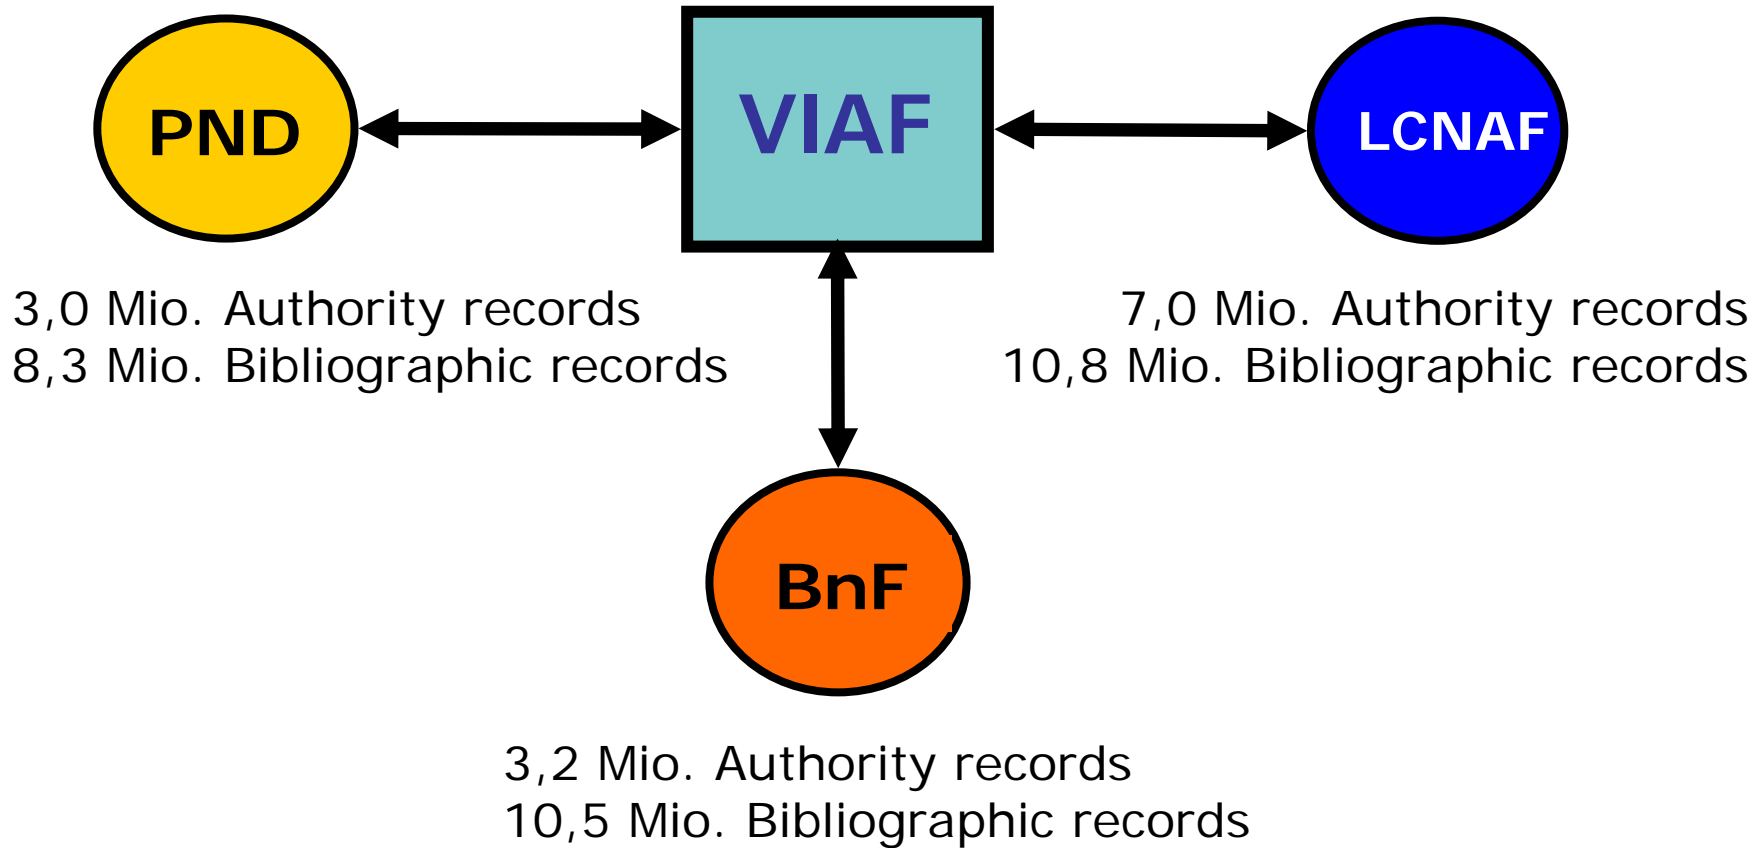 PND
VIAF
LCNAF
3,0 Mio. Authority records
8,3 Mio. Bibliographic records
7,0 Mio. Authority records
10,8 Mio. Bibliographic records
BnF
3,2 Mio. Authority records
10,5 Mio. Bibliographic records